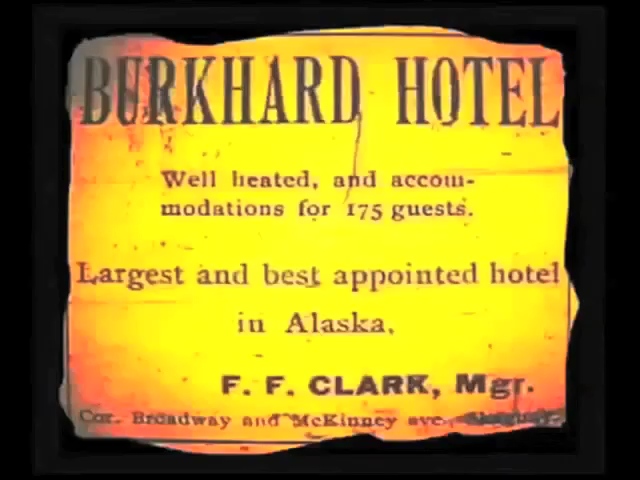 BURKHARD HOTEL
Well heated, and accom-
modations for 175 guests.
Largest and best appointed hotel
in Alaska.
F. F. CLARK, Mgr.
Cor. Broadway and McKinney ave.